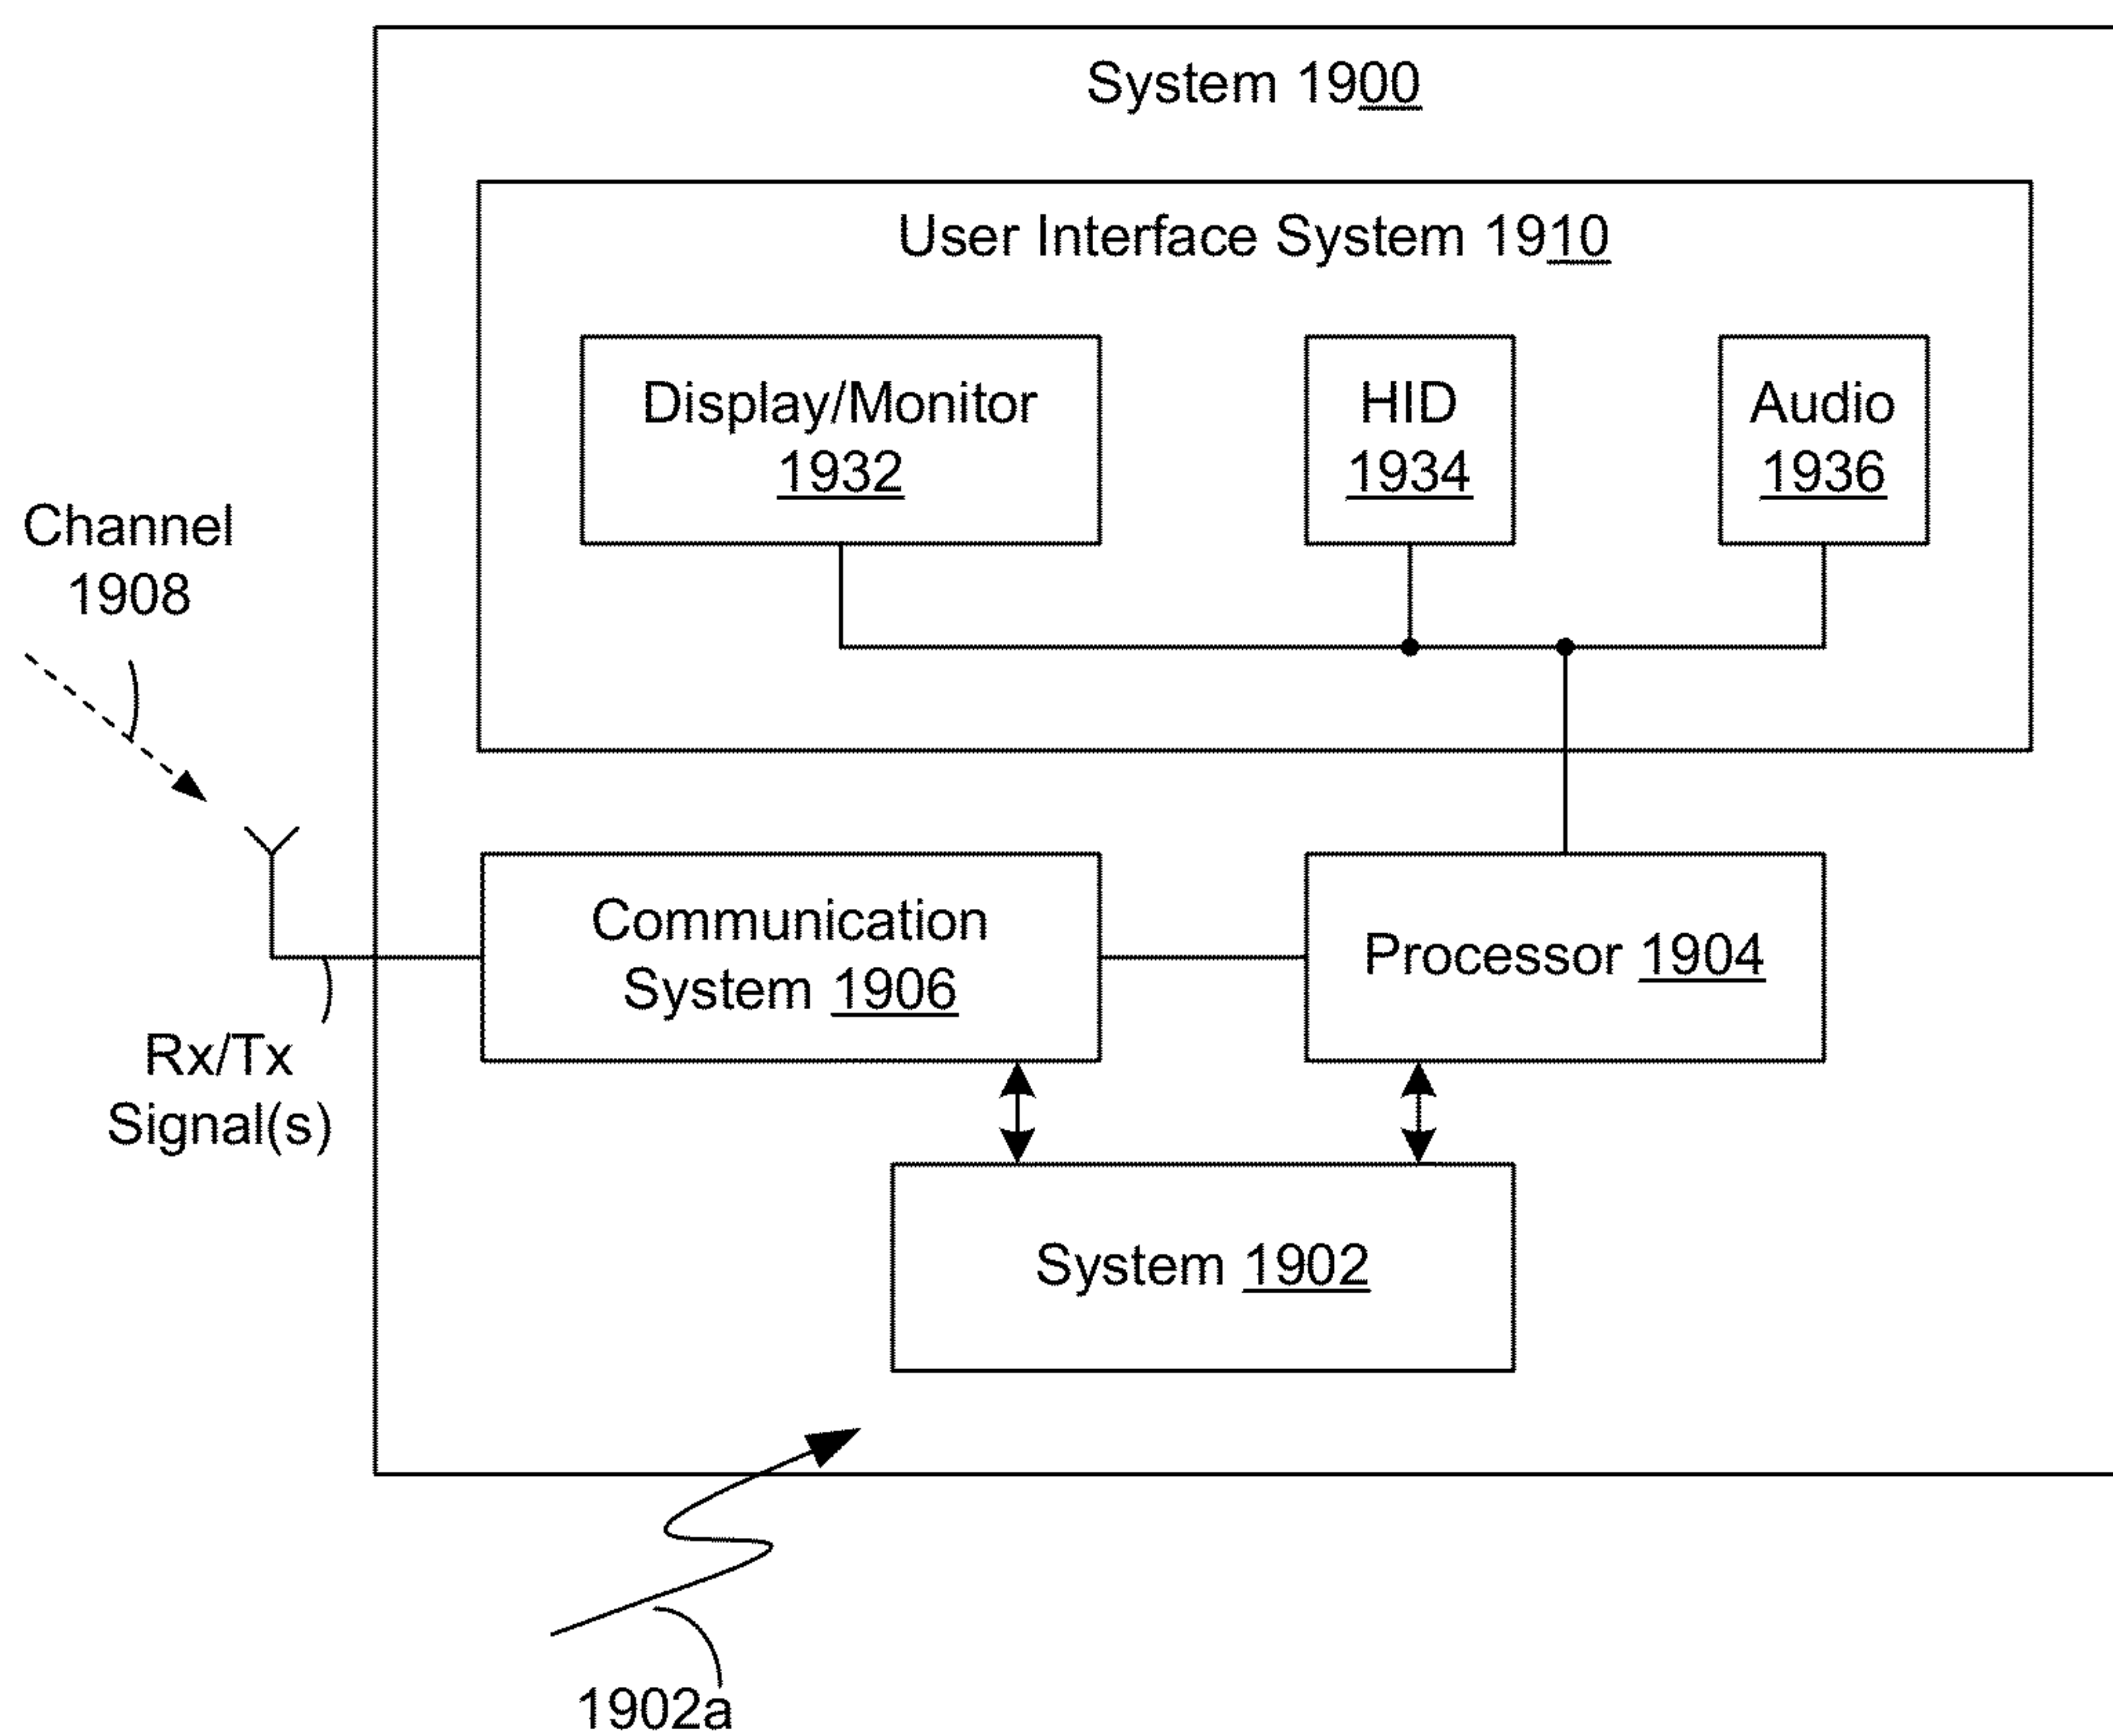 System 1900
User Interface System 1910
Display/Monitor
1932
HID
1934
Audio
1936
Channel
1908
Communication
System 1906
Processor 1904
Rx/Tx
Signal(s)
System 1902
1902a